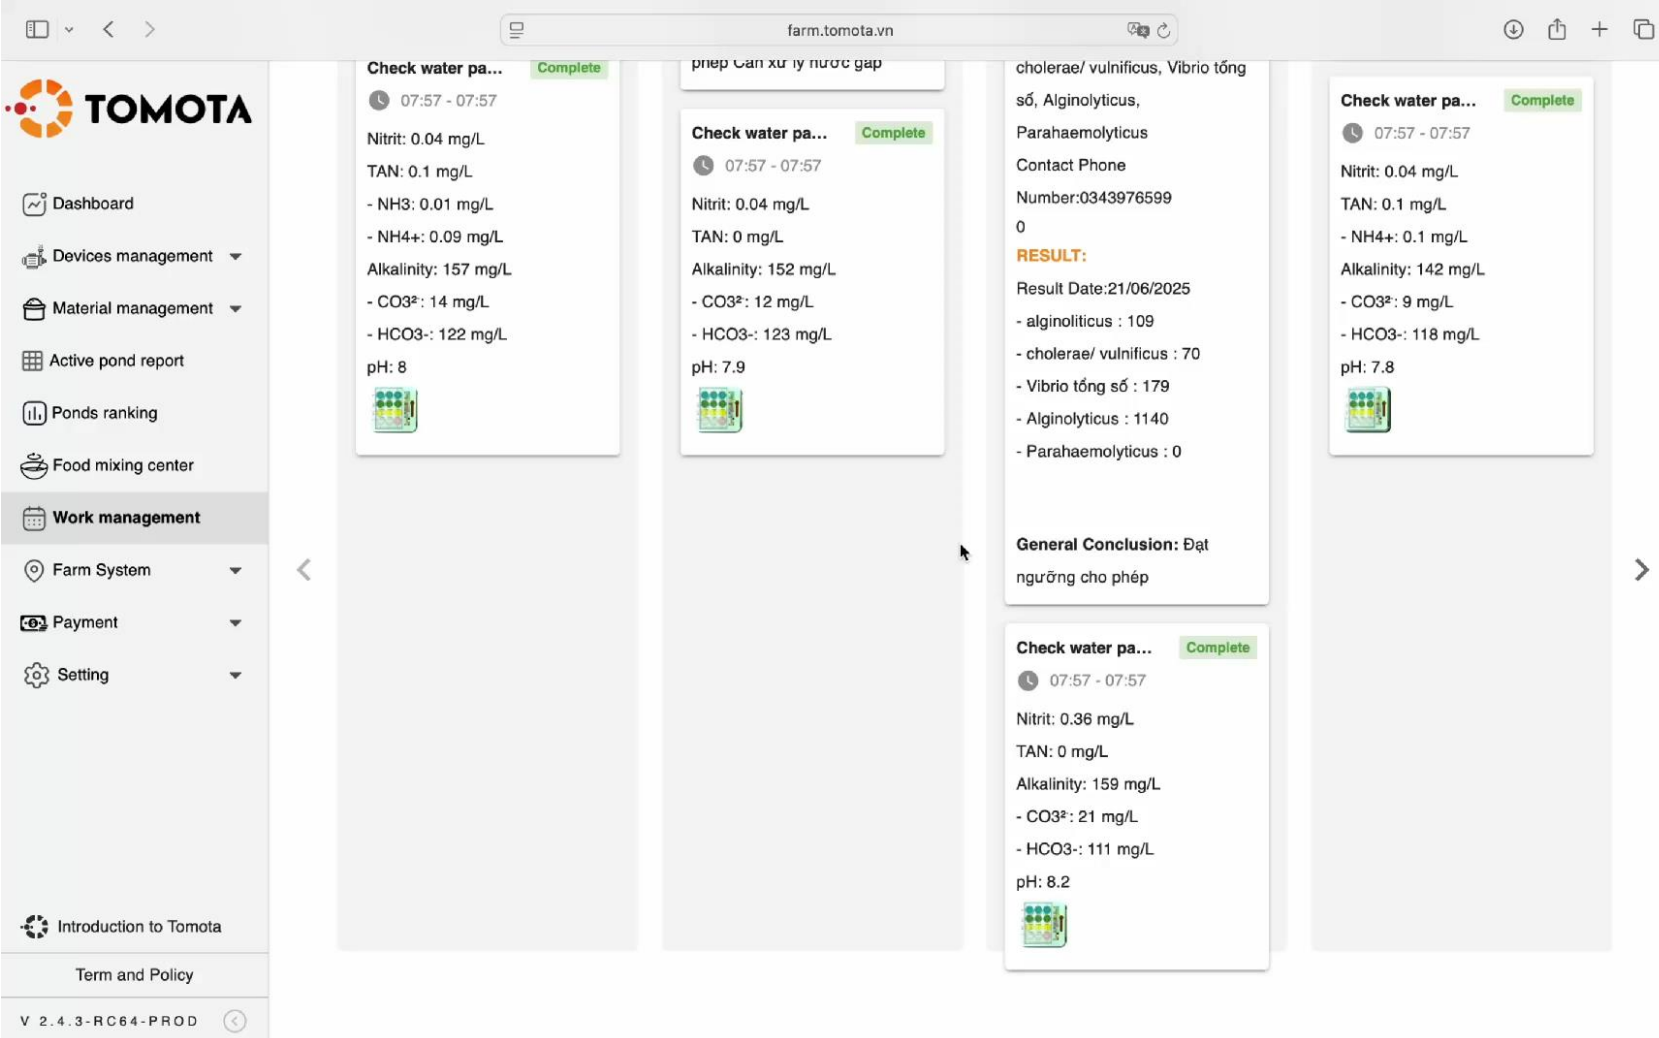 farm.tomota.vn
TOMOTA
Dashboard
Devices management
Material management
Active pond report
Ponds ranking
Food mixing center
Work management
Farm System
Payment
Setting
Introduction to Tomota
Term and Policy
V 2.4.3-RC64-PROD
Check water pa... Complete
07:57 - 07:57
Nitrit: 0.04 mg/L
TAN: 0.1 mg/L
- NH3: 0.01 mg/L
- NH4+: 0.09 mg/L
Alkalinity: 157 mg/L
- CO3²⁻: 14 mg/L
- HCO3-: 122 mg/L
pH: 8
phép Cần xử lý nước gấp
Check water pa... Complete
07:57 - 07:57
Nitrit: 0.04 mg/L
TAN: 0 mg/L
Alkalinity: 152 mg/L
- CO3²⁻: 12 mg/L
- HCO3-: 123 mg/L
pH: 7.9
cholerae/ vulnificus, Vibrio tổng
số, Alginolyticus,
Parahaemolyticus
Contact Phone
Number:0343976599
0
RESULT:
Result Date:21/06/2025
- alginoliticus : 109
- cholerae/ vulnificus : 70
- Vibrio tổng số : 179
- Alginolyticus : 1140
- Parahaemolyticus : 0
General Conclusion: Đạt
ngưỡng cho phép
Check water pa... Complete
07:57 - 07:57
Nitrit: 0.36 mg/L
TAN: 0 mg/L
Alkalinity: 159 mg/L
- CO3²⁻: 21 mg/L
- HCO3-: 111 mg/L
pH: 8.2
Check water pa... Complete
07:57 - 07:57
Nitrit: 0.04 mg/L
TAN: 0.1 mg/L
- NH4+: 0.1 mg/L
Alkalinity: 142 mg/L
- CO3²⁻: 9 mg/L
- HCO3-: 118 mg/L
pH: 7.8